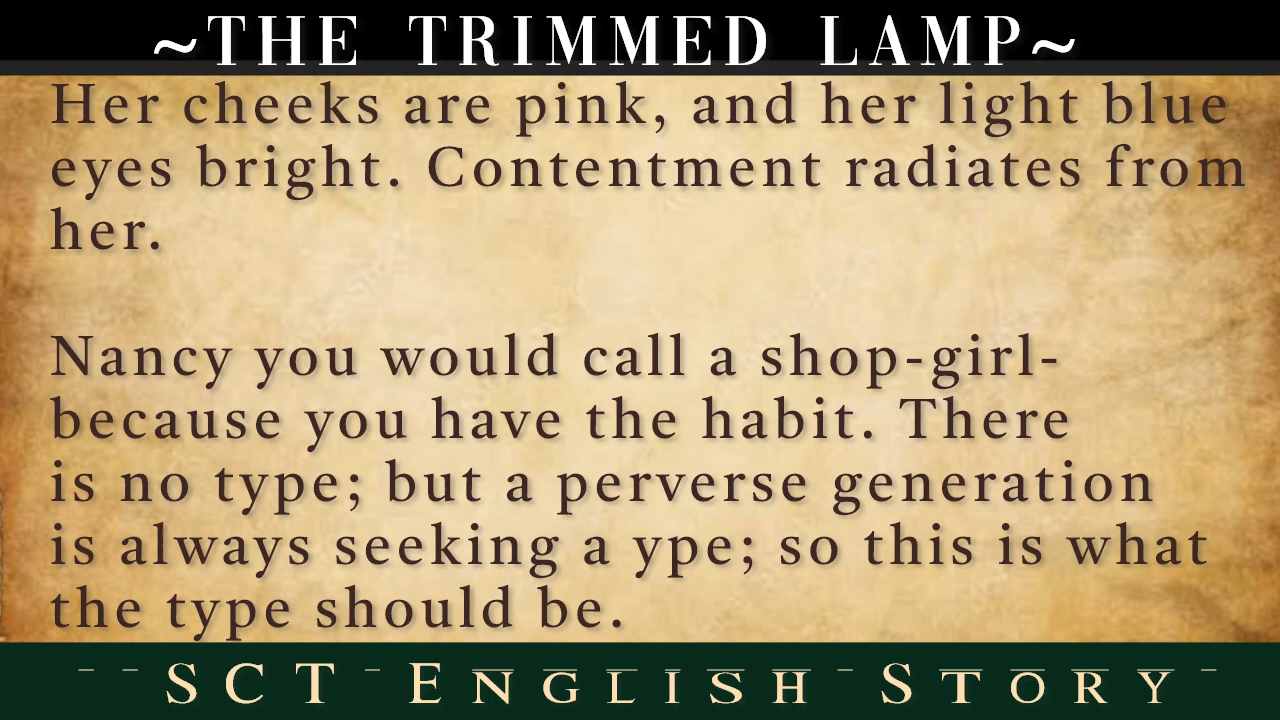 ~THE TRIMMED LAMP~
Her cheeks are pink, and her light blue
eyes bright. Contentment radiates from
her.
Nancy you would call a shop-girl-
because you have the habit. There
is no type; but a perverse generation
is always seeking a ype; so this is what
the type should be.
SCT English Story